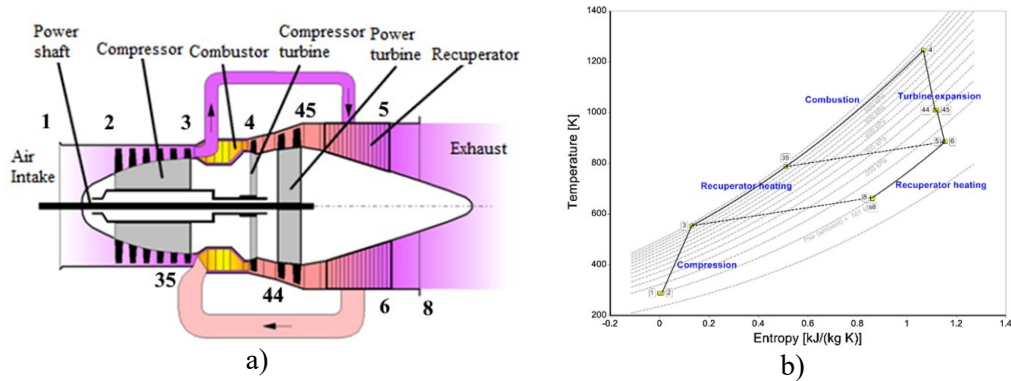 Power
shaft
Compressor
Combustor
Compressor
turbine
Power
turbine
Recuperator
1
2
3
4
45
5
Air
Intake
Exhaust
35
44
6
8
a)
Temperature [K]
1400
1200
1000
800
600
400
200
-0.2
0
0.2
0.4
0.6
0.8
1
1.2
1.4
Entropy [kJ/(kg K)]
Combustion
Turbine expansion
Recuperator heating
Recuperator heating
Compression
4
44
45
35
5
6
8
3
1
2
b)